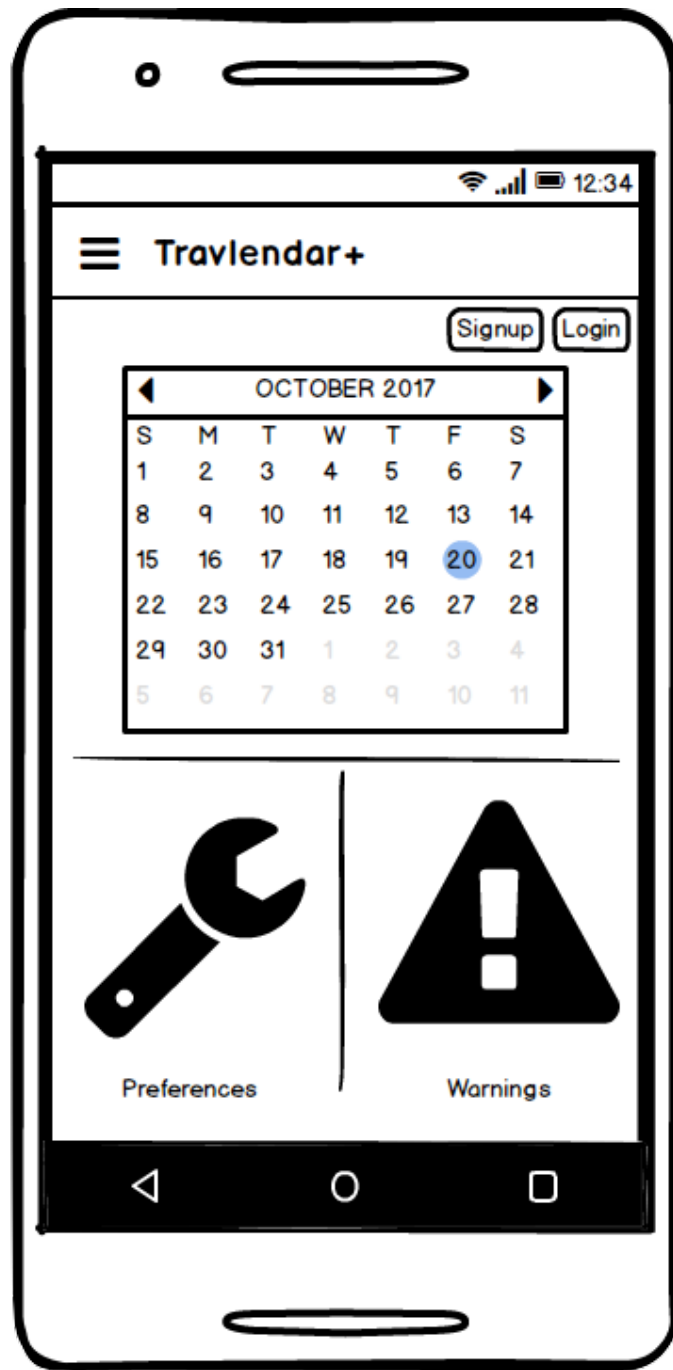 12:34
Travlendar+
Signup Login
OCTOBER 2017
S M T W T F S
1 2 3 4 5 6 7
8 9 10 11 12 13 14
15 16 17 18 19 20 21
22 23 24 25 26 27 28
29 30 31 1 2 3 4
5 6 7 8 9 10 11
Preferences Warnings